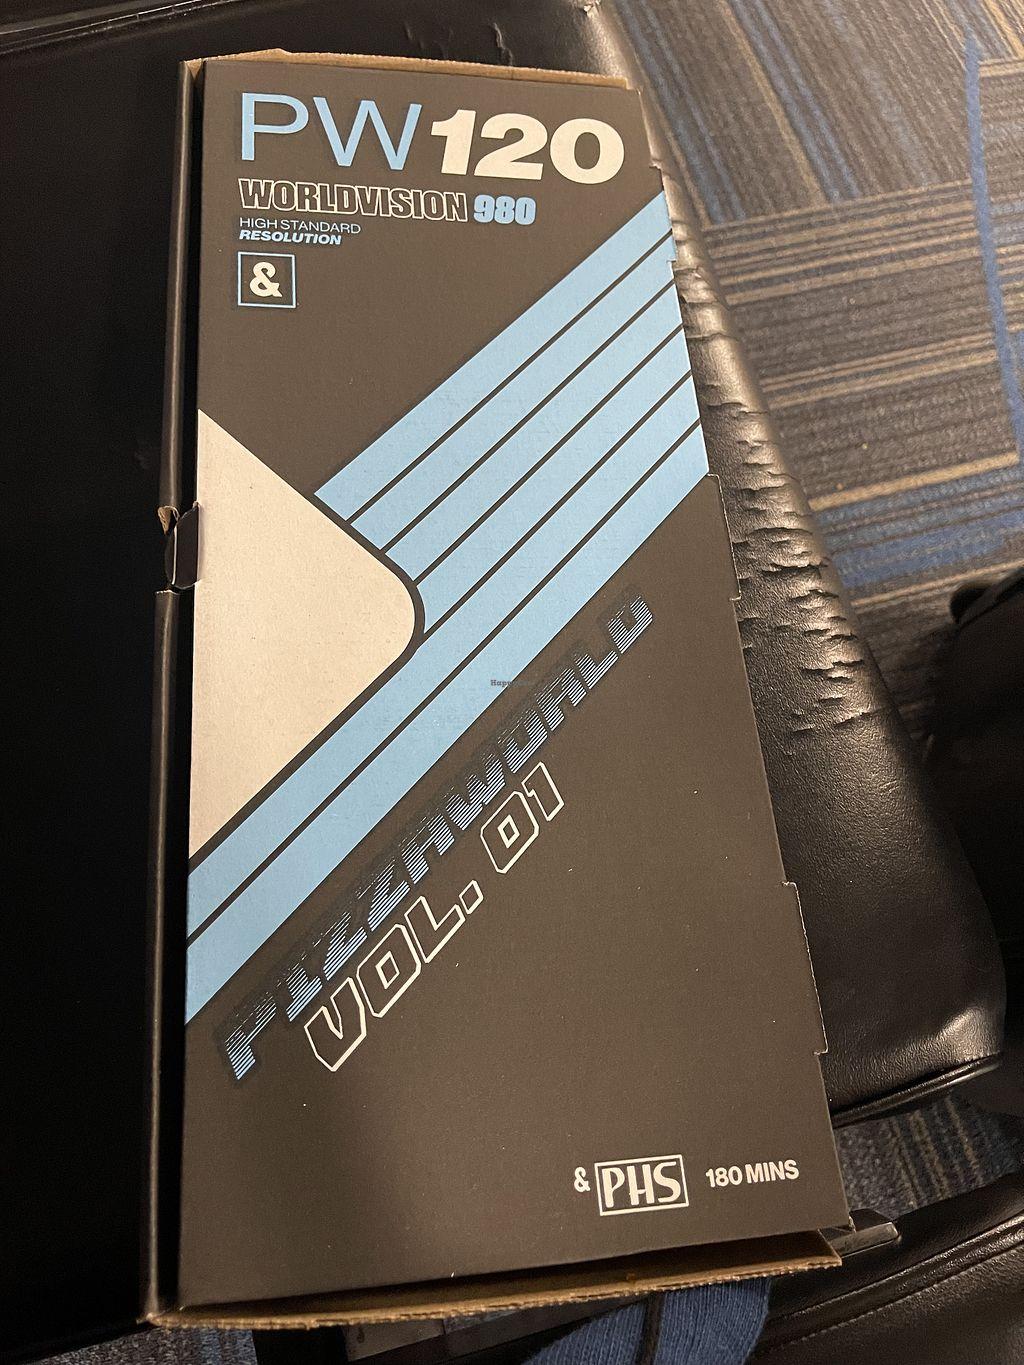 PW120
WORLDVISION 980
HIGH STANDARD
RESOLUTION
&
PIZZAWORLD
VOL. 01
& PHS 180 MINS